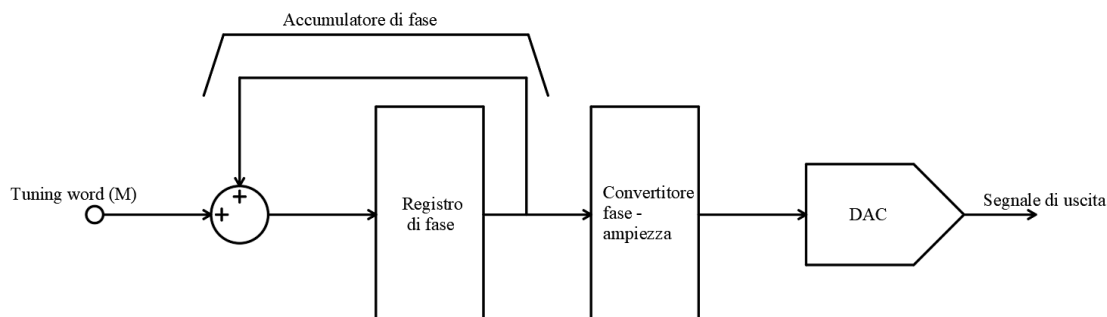 Accumulatore di fase
Tuning word (M)
+
+
Registro
di fase
Convertitore
fase -
ampiezza
DAC
Segnale di uscita